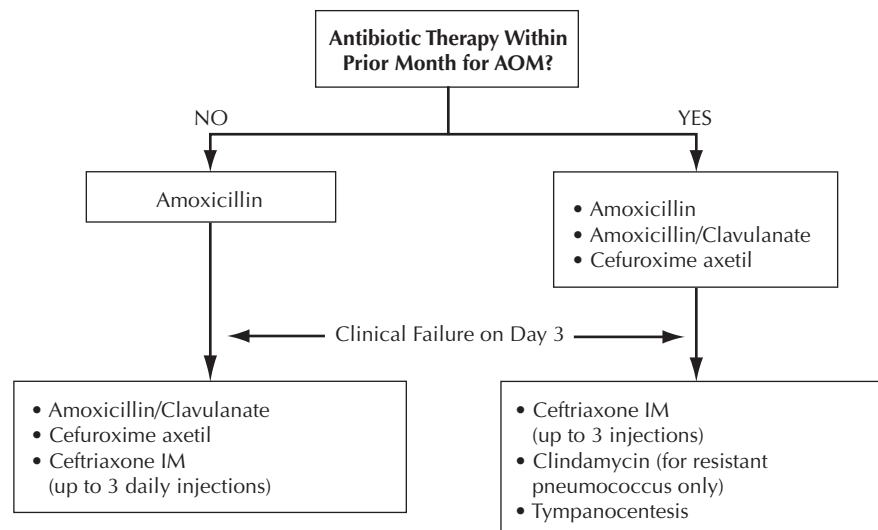 Antibiotic Therapy Within
Prior Month for AOM?
NO
YES
Amoxicillin
• Amoxicillin
• Amoxicillin/Clavulanate
• Cefuroxime axetil
Clinical Failure on Day 3
• Amoxicillin/Clavulanate
• Cefuroxime axetil
• Ceftriaxone IM
(up to 3 daily injections)
• Ceftriaxone IM
(up to 3 injections)
• Clindamycin (for resistant
pneumococcus only)
• Tympanocentesis